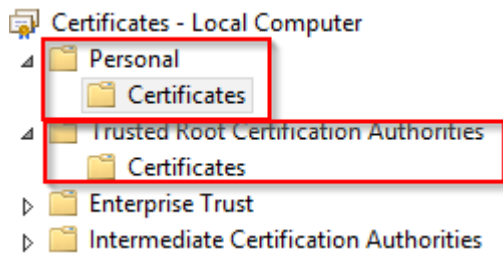 Certificates - Local Computer
Personal
Certificates
Trusted Root Certification Authorities
Certificates
Enterprise Trust
Intermediate Certification Authorities